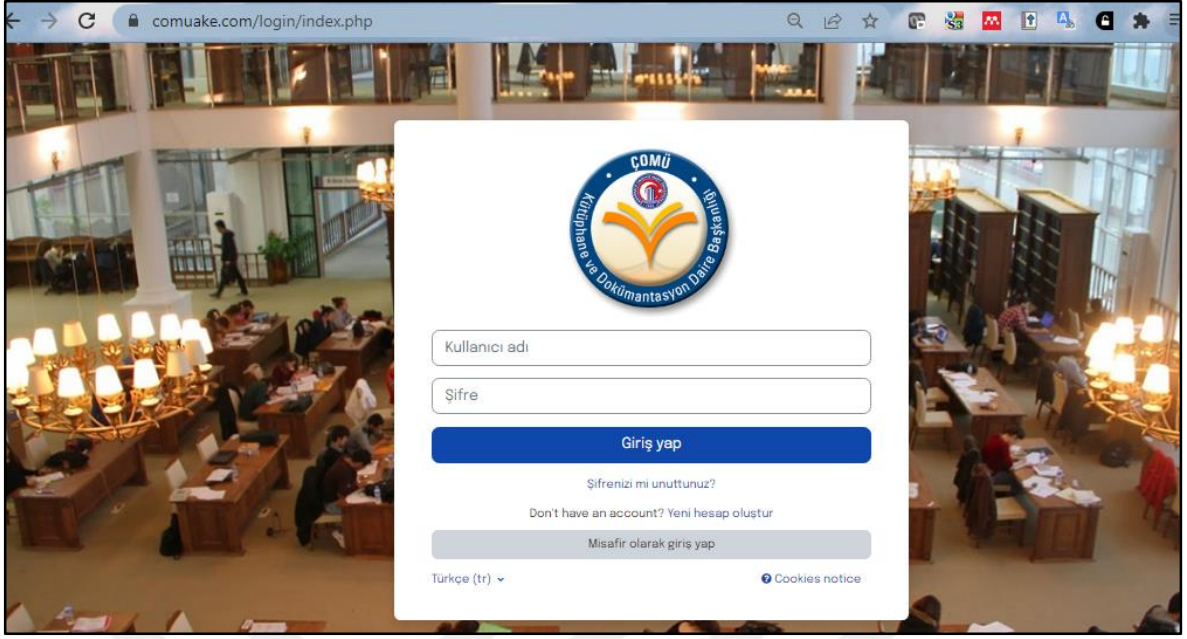 comuake.com/login/index.php
ÇOMÜ
Kütüphane ve Dokümantasyon Daire Başkanlığı
Kullanıcı adı
Şifre
Giriş yap
Şifrenizi mi unuttunuz?
Don't have an account? Yeni hesap oluştur
Misafir olarak giriş yap
Türkçe (tr)
Cookies notice